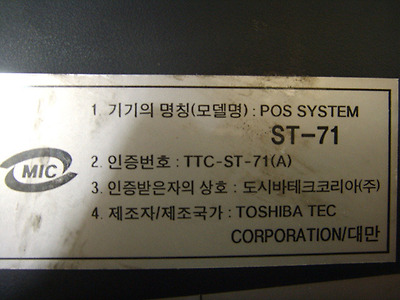 1. 기기의 명칭(모델명) : POS SYSTEM
ST-71
MIC
2. 인증번호 : TTC-ST-71(A)
3. 인증받은자의 상호 : 도시바테크코리아(주)
4. 제조자/제조국가 : TOSHIBA TEC
CORPORATION/대만